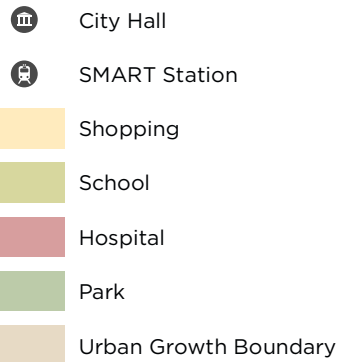 City Hall
SMART Station
Shopping
School
Hospital
Park
Urban Growth Boundary